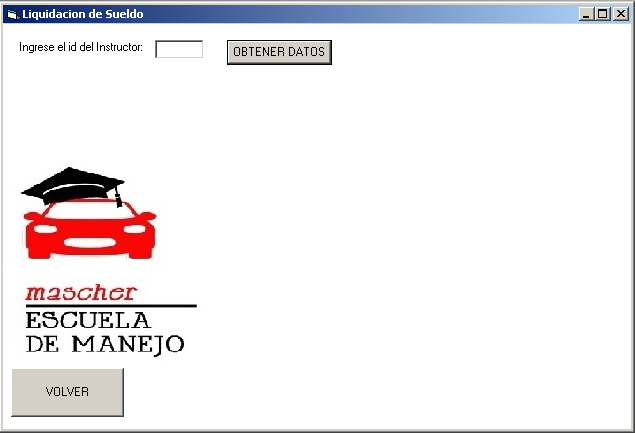 Liquidacion de Sueldo
Ingrese el id del Instructor:
OBTENER DATOS
mascher
ESCUELA
DE MANEJO
VOLVER